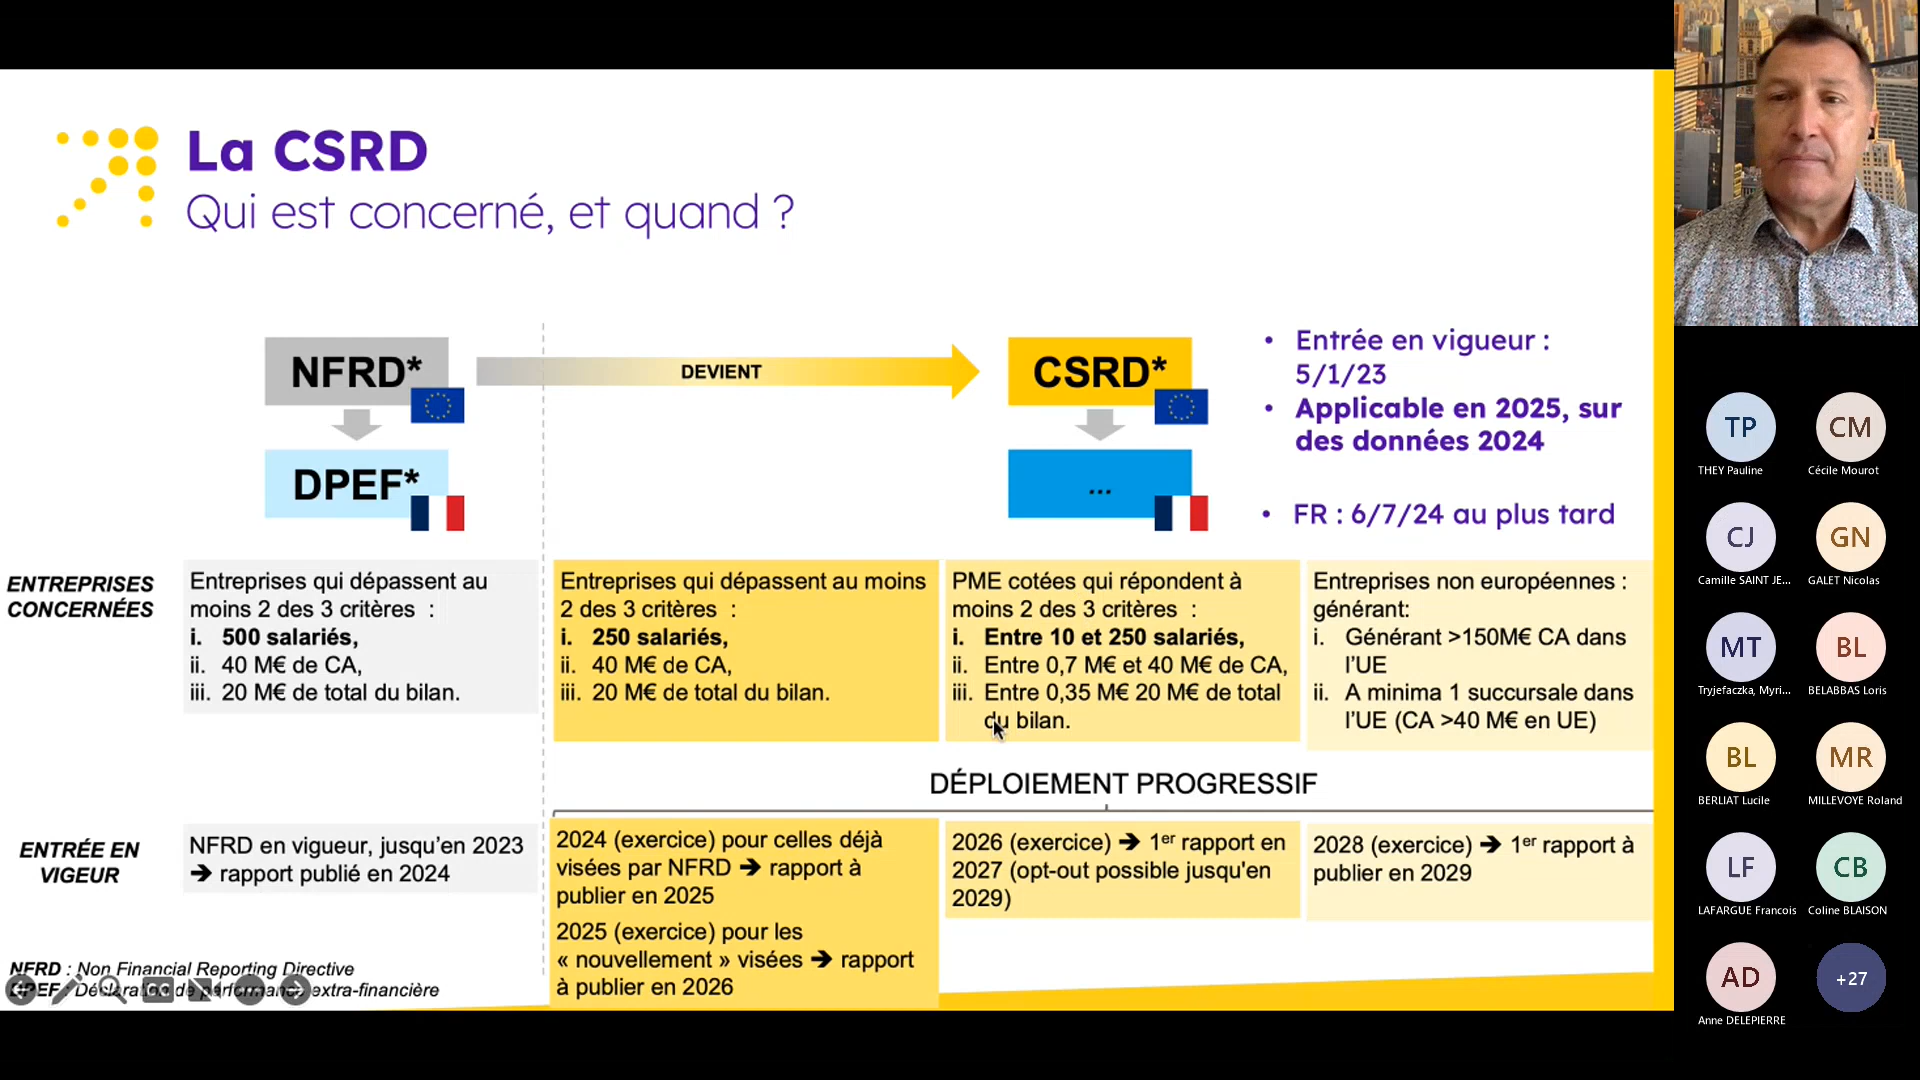 La CSRD
Qui est concerné, et quand ?
NFRD*
DEVIENT
CSRD*
DPEF*
...
• Entrée en vigueur :
5/1/23
• Applicable en 2025, sur
des données 2024
• FR : 6/7/24 au plus tard
ENTREPRISES
CONCERNÉES
Entreprises qui dépassent au
moins 2 des 3 critères :
i. 500 salariés,
ii. 40 M€ de CA,
iii. 20 M€ de total du bilan.
Entreprises qui dépassent au moins
2 des 3 critères :
i. 250 salariés,
ii. 40 M€ de CA,
iii. 20 M€ de total du bilan.
PME cotées qui répondent à
moins 2 des 3 critères :
i. Entre 10 et 250 salariés,
ii. Entre 0,7 M€ et 40 M€ de CA,
iii. Entre 0,35 M€ 20 M€ de total
du bilan.
Entreprises non européennes :
générant:
i. Générant >150M€ CA dans
l'UE
ii. A minima 1 succursale dans
l'UE (CA >40 M€ en UE)
DÉPLOIEMENT PROGRESSIF
ENTRÉE EN
VIGEUR
NFRD en vigueur, jusqu'en 2023
➔ rapport publié en 2024
2024 (exercice) pour celles déjà
visées par NFRD ➔ rapport à
publier en 2025
2025 (exercice) pour les
« nouvellement » visées ➔ rapport
à publier en 2026
2026 (exercice) ➔ 1er rapport en
2027 (opt-out possible jusqu'en
2029)
2028 (exercice) ➔ 1er rapport à
publier en 2029
NFRD : Non Financial Reporting Directive
DPEF : Déclaration de performance extra-financière
TP
THEY Pauline
CM
Cécile Mourot
CJ
Camille SAINT JE...
GN
GALET Nicolas
MT
Tryjefaczka, Myri...
BL
BELABBAS Loris
BL
BERLIAT Lucile
MR
MILLEVOYE Roland
LF
LAFARGUE Francois
CB
Coline BLAISON
AD
Anne DELEPIERRE
+27